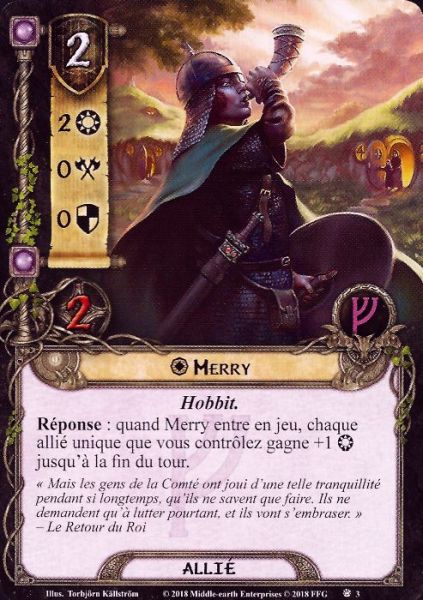 2
2
0
0
2
MERRY
Hobbit.
Réponse : quand Merry entre en jeu, chaque
allié unique que vous contrôlez gagne +1
jusqu'à la fin du tour.
« Mais les gens de la Comté ont joui d'une telle tranquillité
pendant si longtemps, qu'ils ne savent que faire. Ils ne
demandent qu'à lutter pourtant, et ils vont s'embraser. »
– Le Retour du Roi
ALLIÉ
Illus. Torbjörn Källström © 2018 Middle-earth Enterprises © 2018 FFG 3